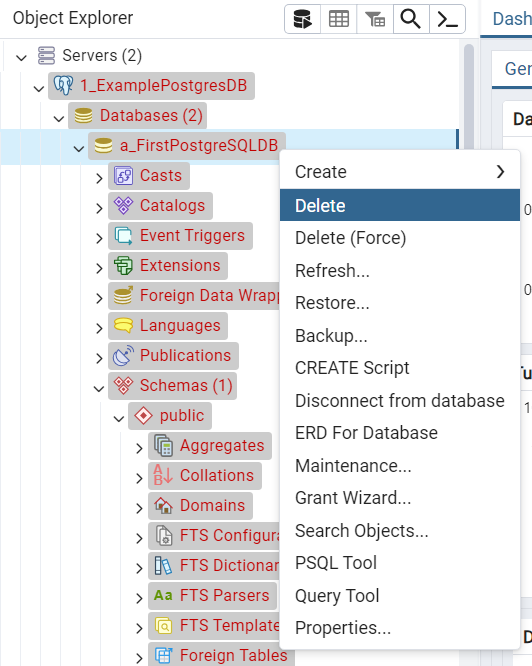 Object Explorer
Dash
Servers (2)
1_ExamplePostgresDB
Gen
Databases (2)
Da
a_FirstPostgreSQLDB
Casts
Catalogs
Event Triggers
Extensions
Foreign Data Wrapp
Languages
Publications
Schemas (1)
public
Aggregates
Collations
Domains
FTS Configura
FTS Dictionar
Aa FTS Parsers
FTS Template
Foreign Tables
Create
Delete
Delete (Force)
Refresh...
Restore...
Backup...
CREATE Script
Disconnect from database
ERD For Database
Maintenance...
Grant Wizard...
Search Objects...
PSQL Tool
Query Tool
Properties...
0
0
Tu
1
D